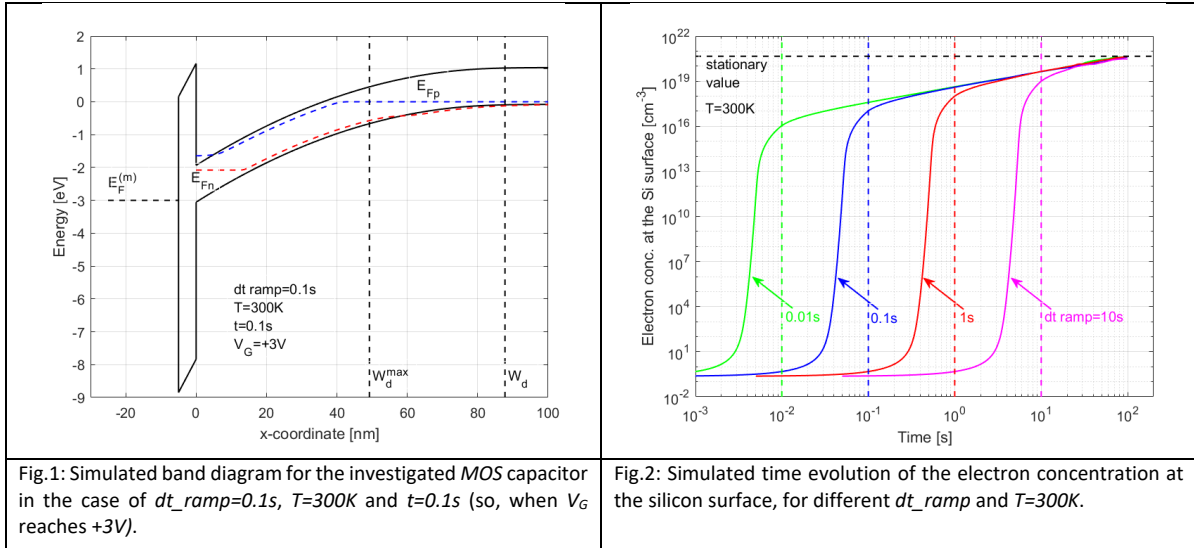 2
1
0
-1
-2
-3
-4
-5
-6
-7
-8
-9
Energy [eV]
E_F^(m)
E_Fp
E_Fn
dt ramp=0.1s
T=300K
t=0.1s
V_G=+3V
W_d^max
W_d
-20 0 20 40 60 80 100
x-coordinate [nm]
10^22
10^19
10^16
10^13
10^10
10^7
10^4
10^1
10^-2
Electron conc. at the Si surface [cm^-3]
stationary
value
T=300K
0.01s
0.1s
1s
dt ramp=10s
10^-3 10^-2 10^-1 10^0 10^1 10^2
Time [s]
Fig.1: Simulated band diagram for the investigated MOS capacitor
in the case of dt_ramp=0.1s, T=300K and t=0.1s (so, when V_G
reaches +3V).
Fig.2: Simulated time evolution of the electron concentration at
the silicon surface, for different dt_ramp and T=300K.